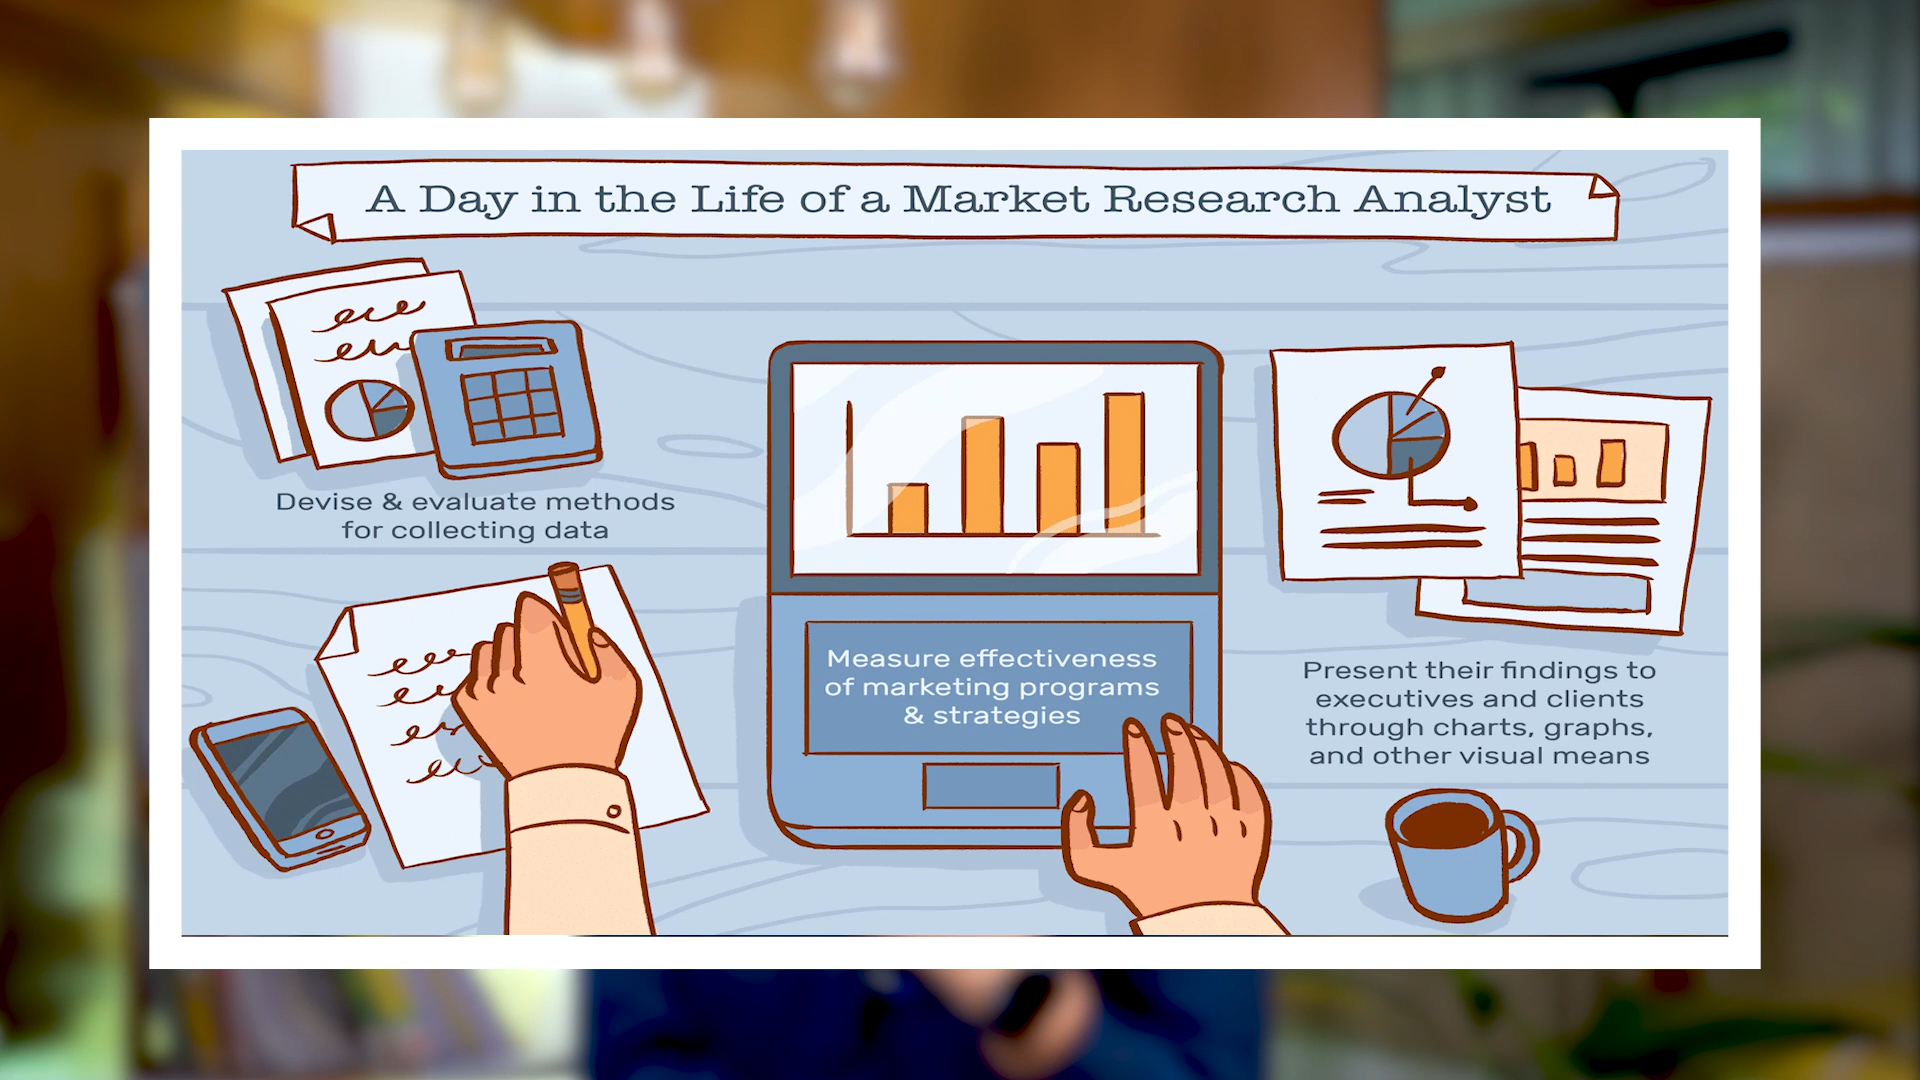 A Day in the Life of a Market Research Analyst
Devise & evaluate methods
for collecting data
Measure effectiveness
of marketing programs
& strategies
Present their findings to
executives and clients
through charts, graphs,
and other visual means